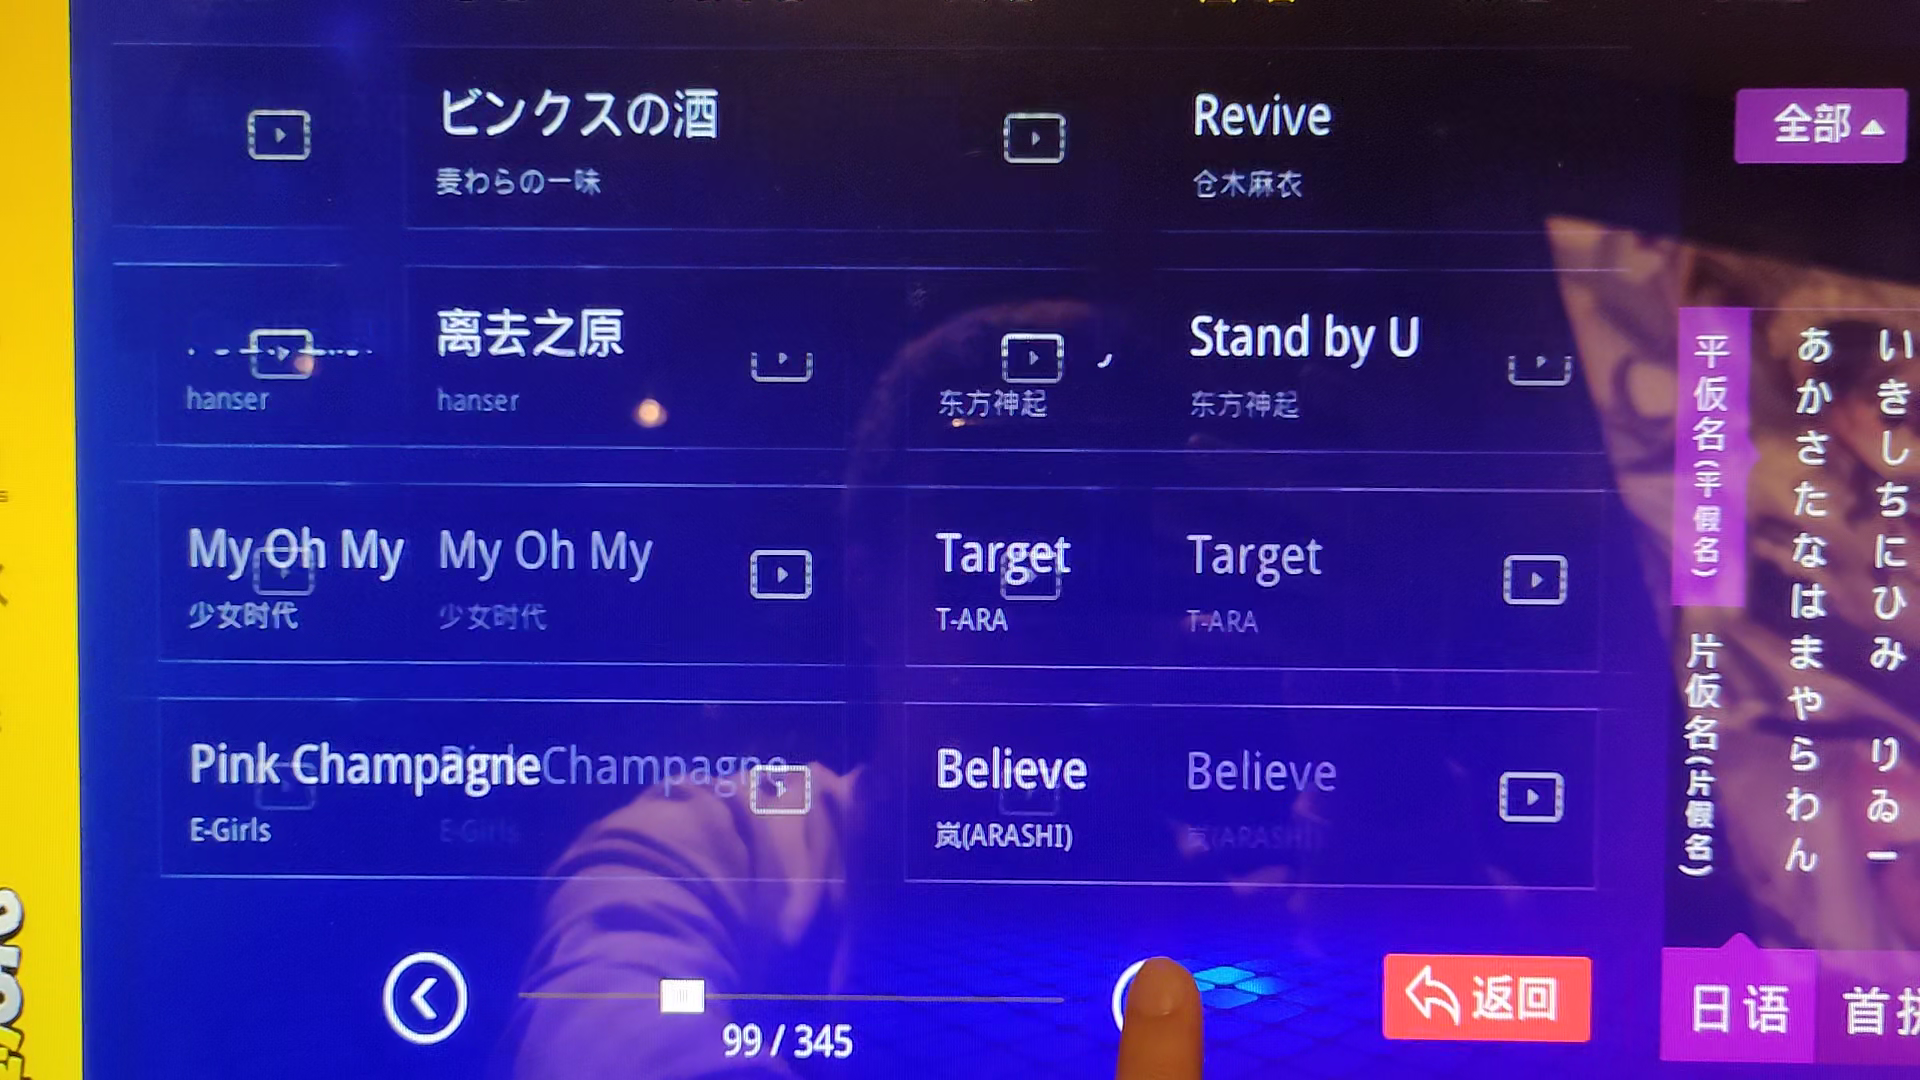 ビンクスの酒
麦わらの一味
Revive
仓木麻衣
全部
hanser
离去之原
hanser
东方神起
Stand by U
东方神起
My Oh My
少女时代
My Oh My
少女时代
Target
T-ARA
Target
T-ARA
Pink Champagne
E-Girls
Pink Champagne
E-Girls
Believe
岚(ARASHI)
Believe
岚(ARASHI)
平仮名(平假名)
片仮名(片假名)
あ い
か き
さ し
た ち
な に
は ひ
ま み
や
ら り
わ ゐ
ん ー
99 / 345
返回
日语
首拼